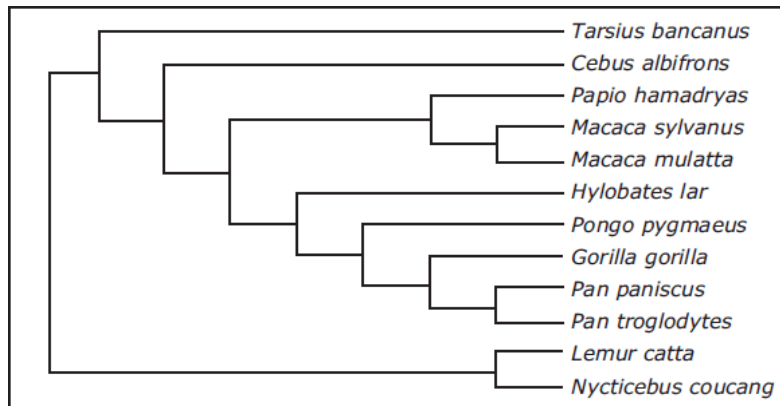 Tarsius bancanus
Cebus albifrons
Papio hamadryas
Macaca sylvanus
Macaca mulatta
Hylobates lar
Pongo pygmaeus
Gorilla gorilla
Pan paniscus
Pan troglodytes
Lemur catta
Nycticebus coucang